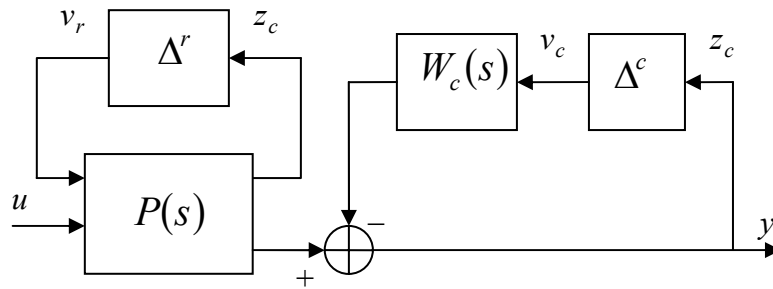 v_r Δ^r z_c
W_c(s) v_c Δ^c z_c
u P(s)
−
+
y